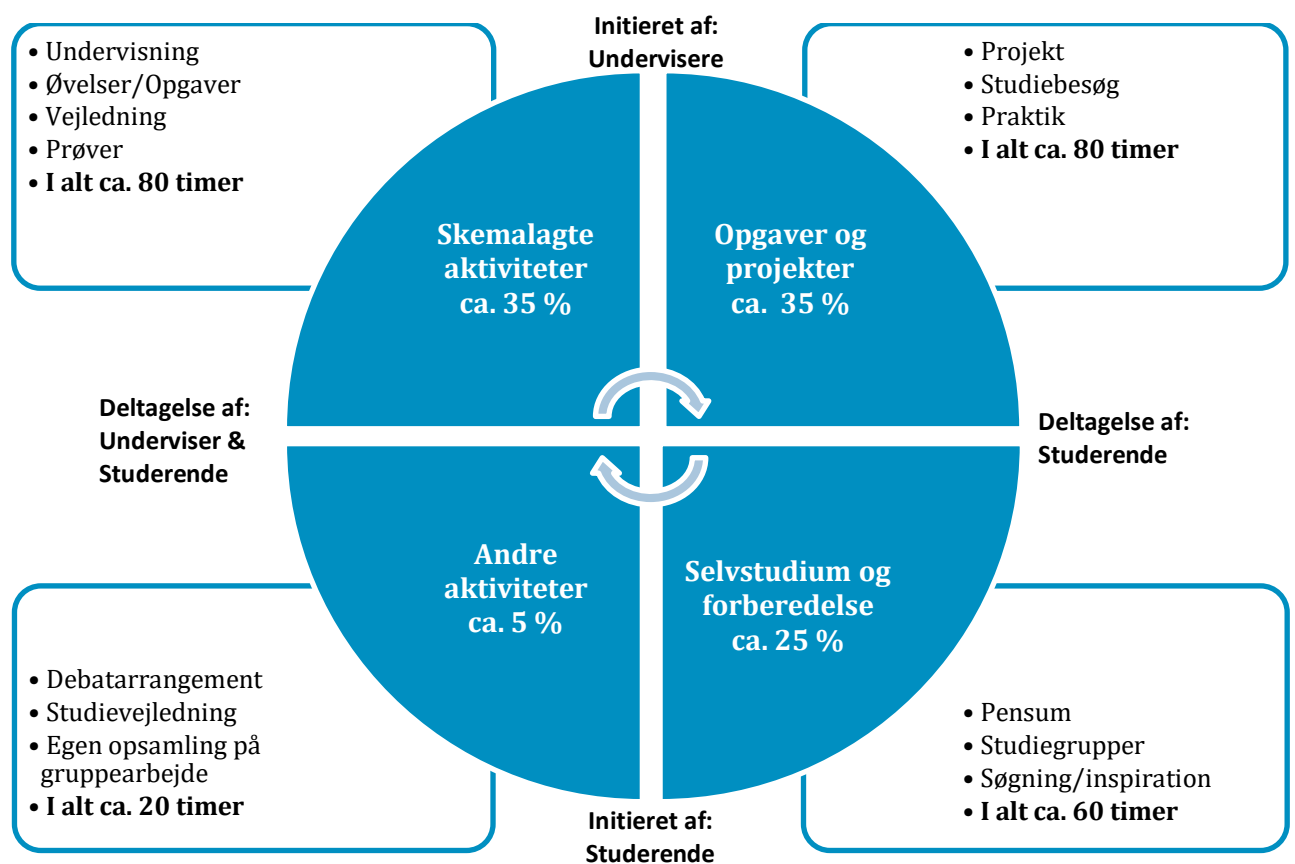 Initieret af:
Undervisere
• Undervisning
• Øvelser/Opgaver
• Vejledning
• Prøver
• I alt ca. 80 timer
• Projekt
• Studiebesøg
• Praktik
• I alt ca. 80 timer
Skemalagte
aktiviteter
ca. 35 %
Opgaver og
projekter
ca. 35 %
Deltagelse af:
Underviser &
Studerende
Deltagelse af:
Studerende
Andre
aktiviteter
ca. 5 %
Selvstudium og
forberedelse
ca. 25 %
• Debatarrangement
• Studievejledning
• Egen opsamling på
gruppearbejde
• I alt ca. 20 timer
• Pensum
• Studiegrupper
• Søgning/inspiration
• I alt ca. 60 timer
Initieret af:
Studerende